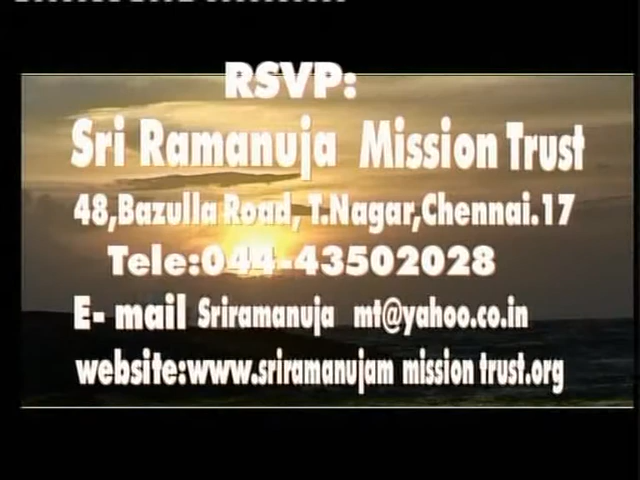 RSVP:
Sri Ramanuja Mission Trust
48,Bazulla Road, T.Nagar,Chennai.17
Tele:044-43502028
E- mail Sriramanuja mt@yahoo.co.in
website:www.sriramanujam mission trust.org